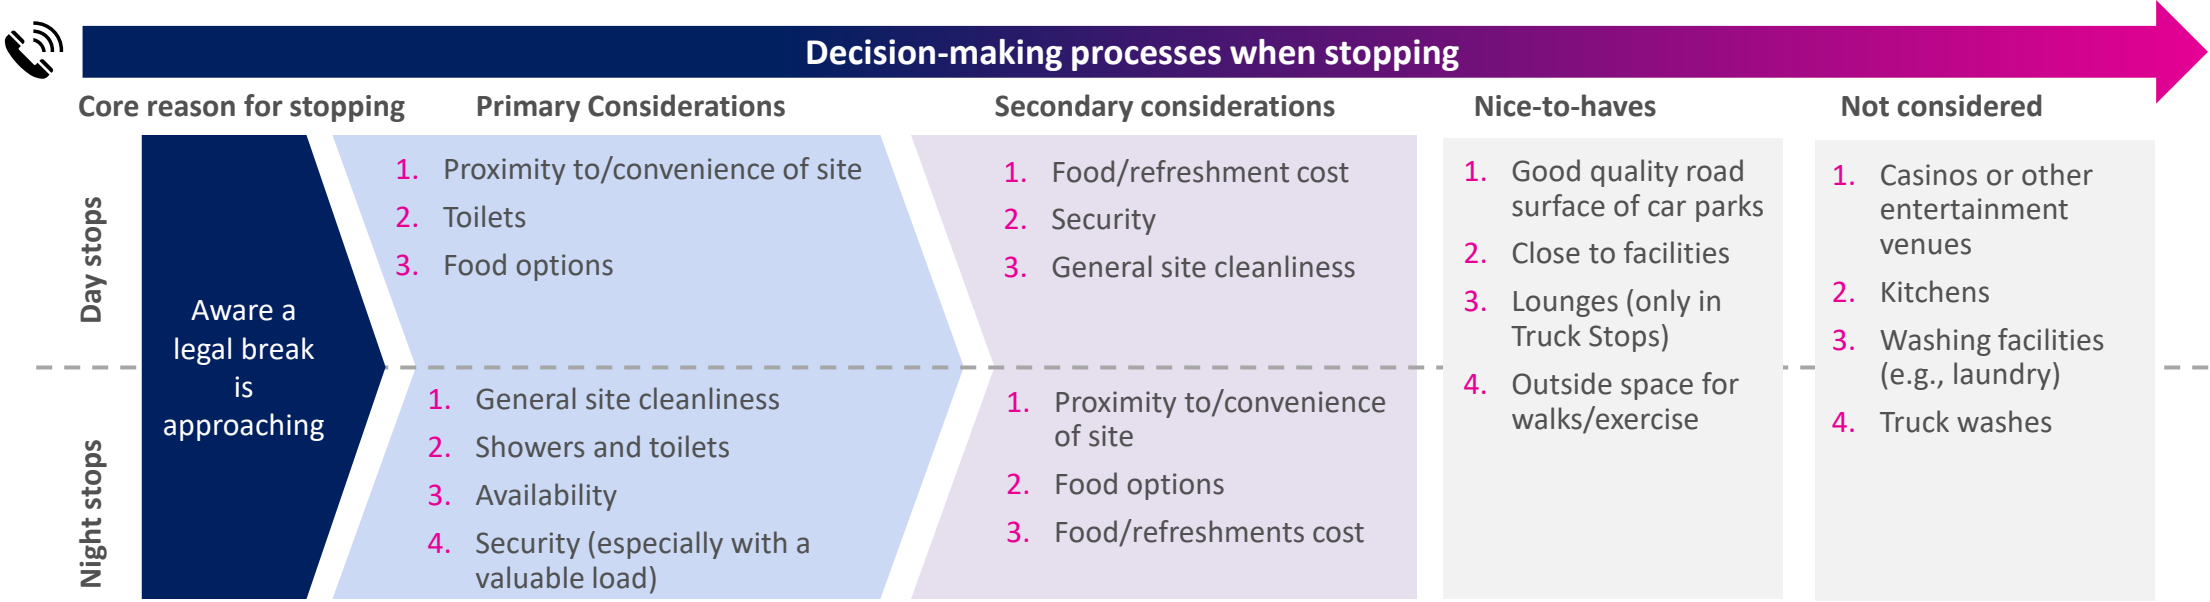 Decision-making processes when stopping
Core reason for stopping
Primary Considerations
Secondary considerations
Nice-to-haves
Not considered
Day stops
Night stops
Aware a
legal break
is
approaching
1. Proximity to/convenience of site
2. Toilets
3. Food options
1. Food/refreshment cost
2. Security
3. General site cleanliness
1. General site cleanliness
2. Showers and toilets
3. Availability
4. Security (especially with a
valuable load)
1. Proximity to/convenience
of site
2. Food options
3. Food/refreshments cost
1. Good quality road
surface of car parks
2. Close to facilities
3. Lounges (only in
Truck Stops)
4. Outside space for
walks/exercise
1. Casinos or other
entertainment
venues
2. Kitchens
3. Washing facilities
(e.g., laundry)
4. Truck washes